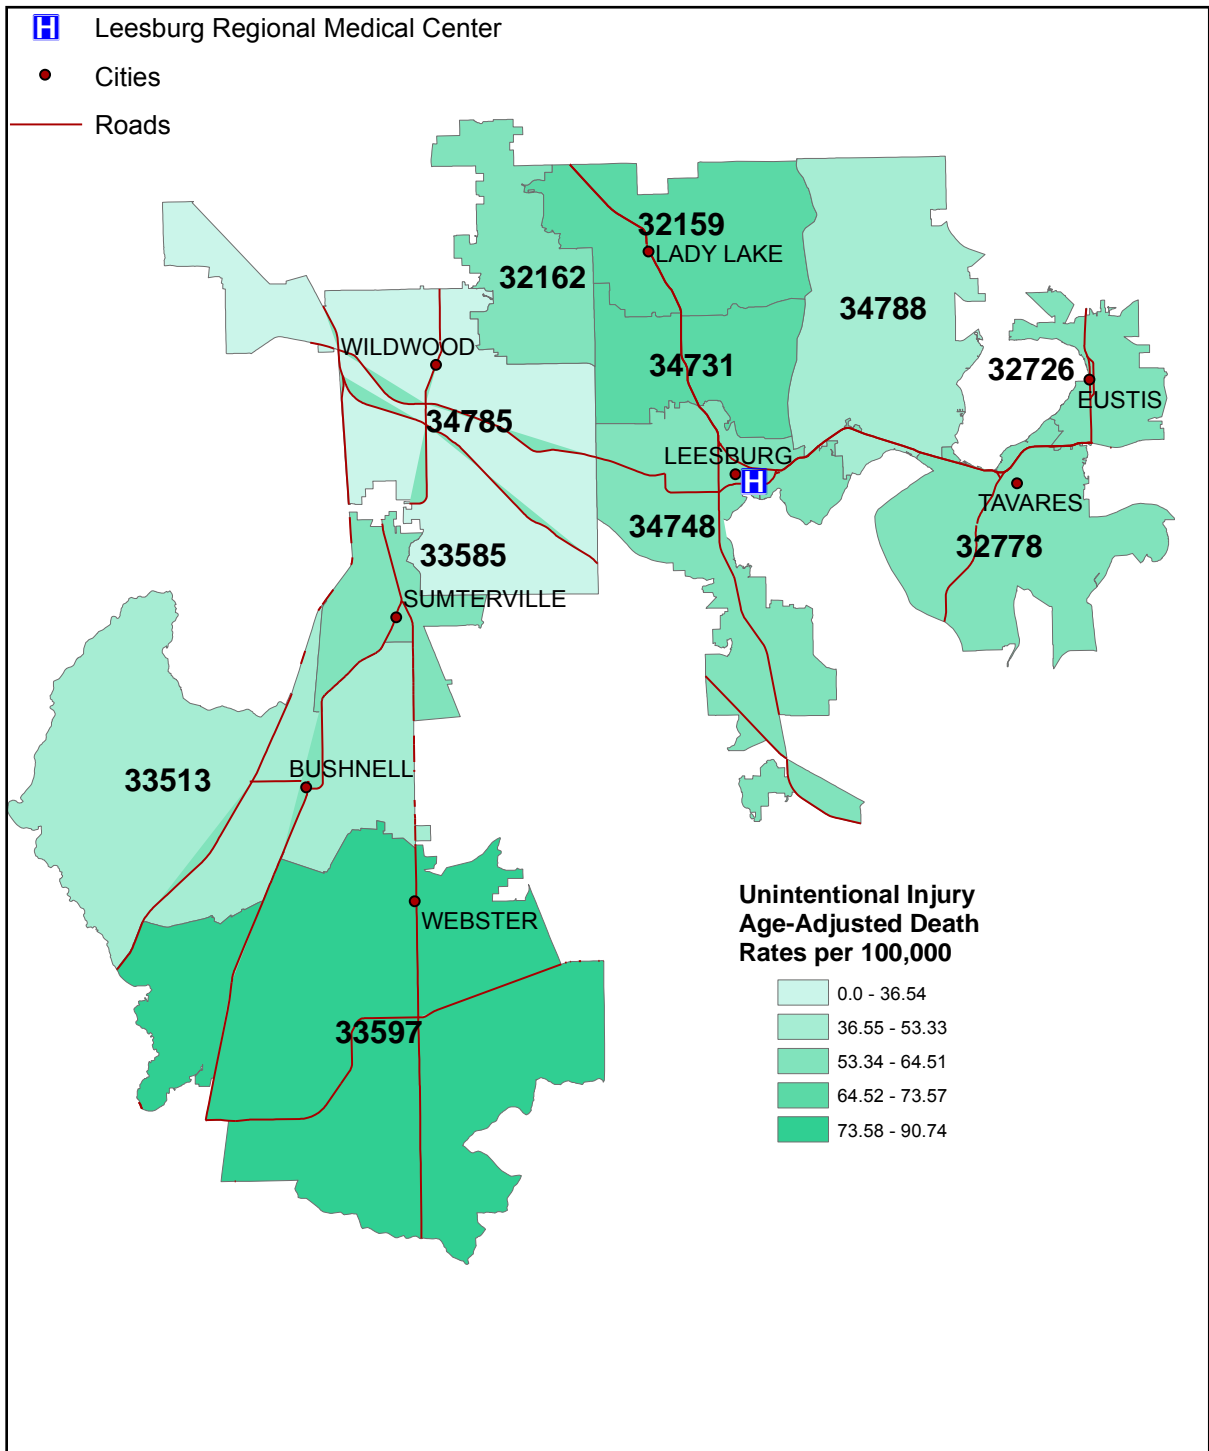 H Leesburg Regional Medical Center
Cities
Roads
32159
LADY LAKE
32162
34788
WILDWOOD
34731
32726
EUSTIS
34785
LEESBURG
H
TAVARES
34748
32778
33585
SUMTERVILLE
33513
BUSHNELL
WEBSTER
33597
Unintentional Injury
Age-Adjusted Death
Rates per 100,000
0.0 - 36.54
36.55 - 53.33
53.34 - 64.51
64.52 - 73.57
73.58 - 90.74